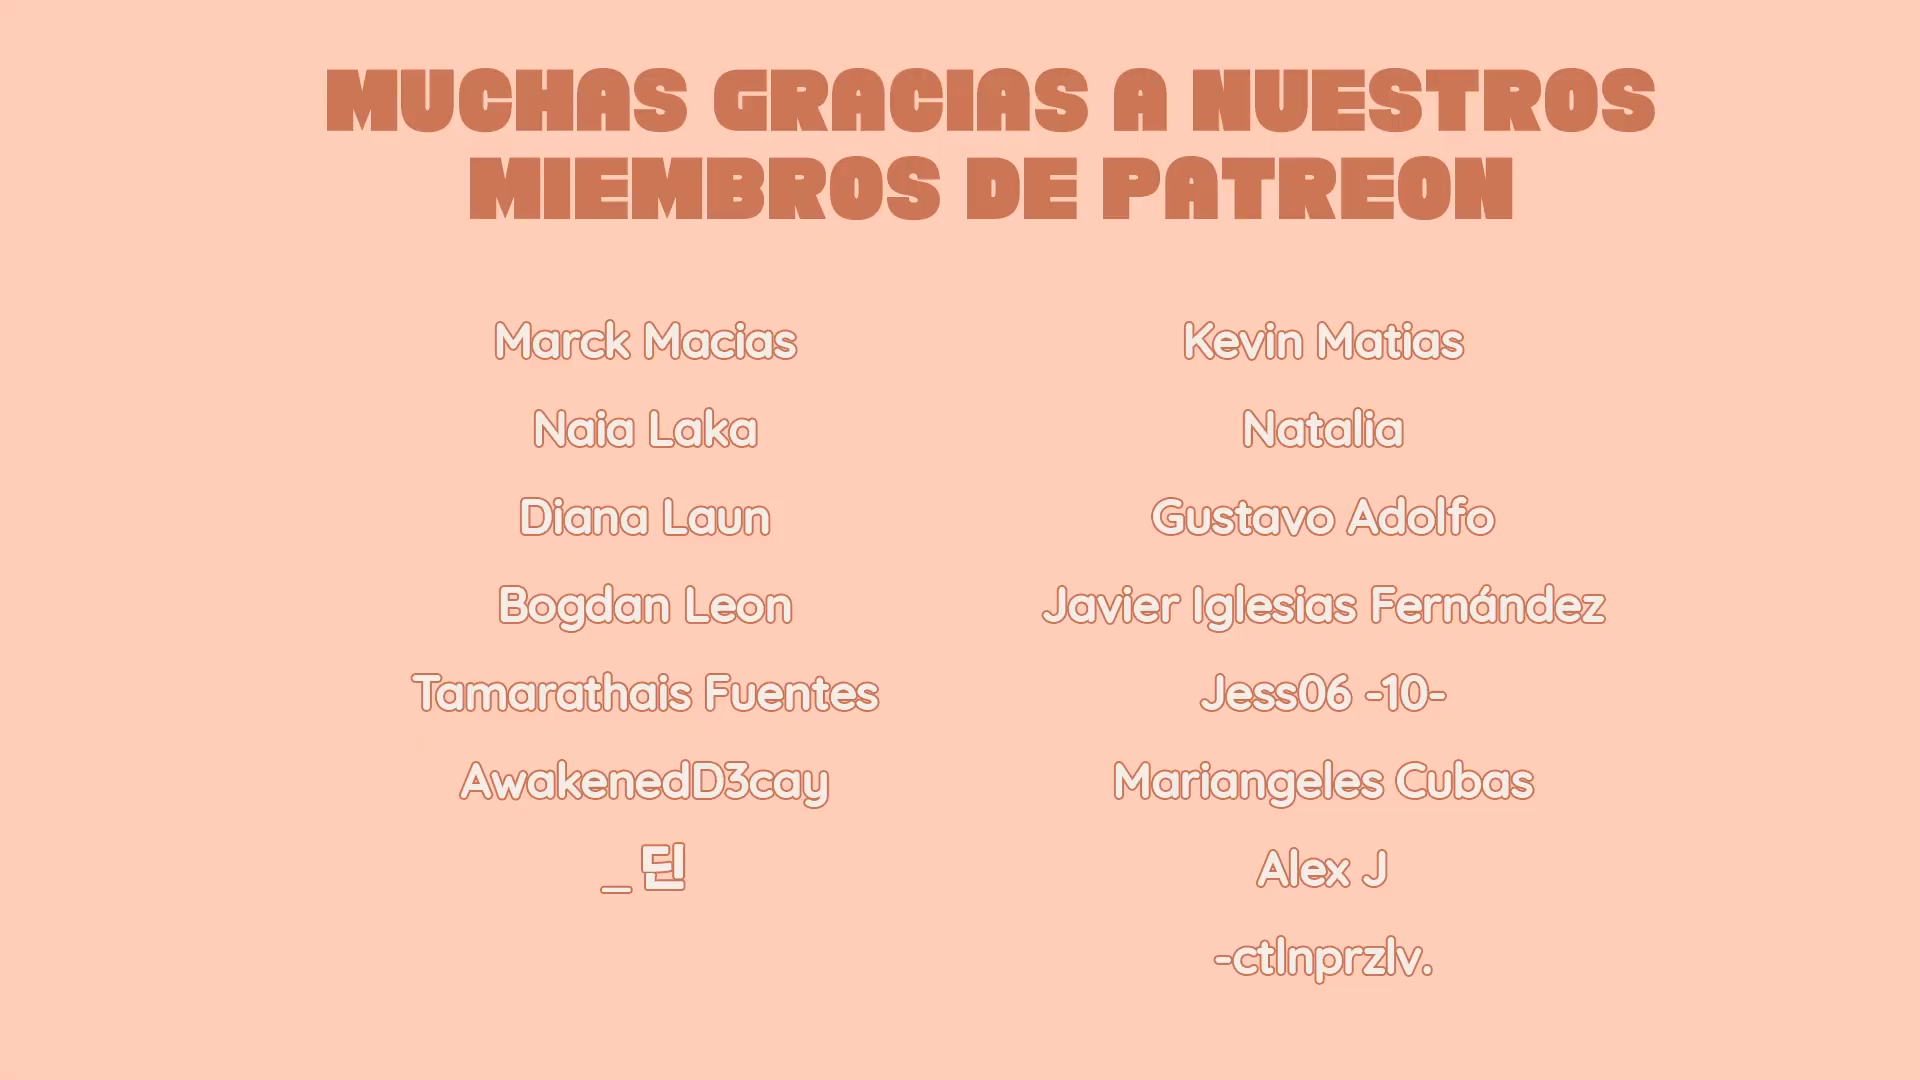 MUCHAS GRACIAS A NUESTROS
MIEMBROS DE PATREON
Marck Macias
Naia Laka
Diana Laun
Bogdan Leon
Tamarathais Fuentes
AwakenedD3cay
_ 딘
Kevin Matias
Natalia
Gustavo Adolfo
Javier Iglesias Fernández
Jess06 -10-
Mariangeles Cubas
Alex J
-ctlnprzlv.